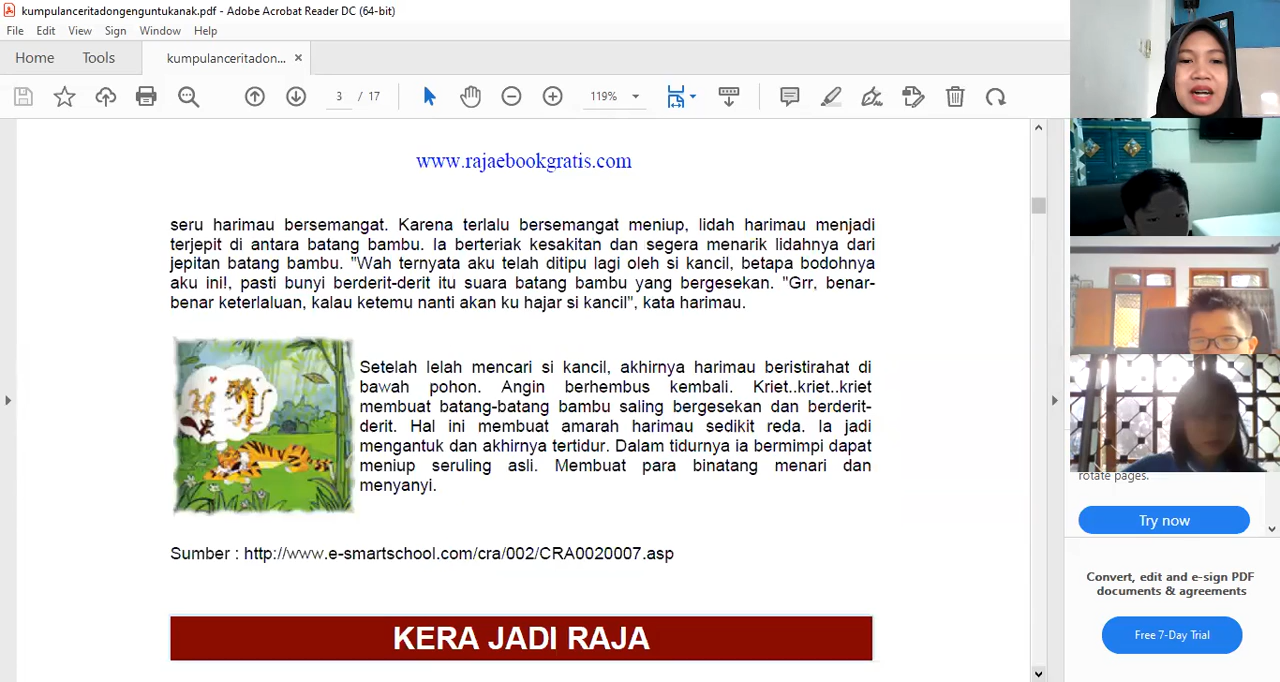 kumpulanceritadongenguntukanak.pdf - Adobe Acrobat Reader DC (64-bit)
File Edit View Sign Window Help
Home Tools kumpulanceritadon... ×
3 / 17 119%
www.rajaebookgratis.com
seru harimau bersemangat. Karena terlalu bersemangat meniup, lidah harimau menjadi
terjepit di antara batang bambu. Ia berteriak kesakitan dan segera menarik lidahnya dari
jepitan batang bambu. "Wah ternyata aku telah ditipu lagi oleh si kancil, betapa bodohnya
aku ini!, pasti bunyi berderit-derit itu suara batang bambu yang bergesekan. "Grr, benar-
benar keterlaluan, kalau ketemu nanti akan ku hajar si kancil", kata harimau.
Setelah lelah mencari si kancil, akhirnya harimau beristirahat di
bawah pohon. Angin berhembus kembali. Kriet..kriet..kriet
membuat batang-batang bambu saling bergesekan dan berderit-
derit. Hal ini membuat amarah harimau sedikit reda. Ia jadi
mengantuk dan akhirnya tertidur. Dalam tidurnya ia bermimpi dapat
meniup seruling asli. Membuat para binatang menari dan
menyanyi.
Sumber : http://www.e-smartschool.com/cra/002/CRA0020007.asp
KERA JADI RAJA
rotate pages.
Try now
Convert, edit and e-sign PDF
documents & agreements
Free 7-Day Trial